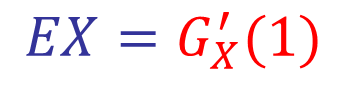 EX = G′_X(1)